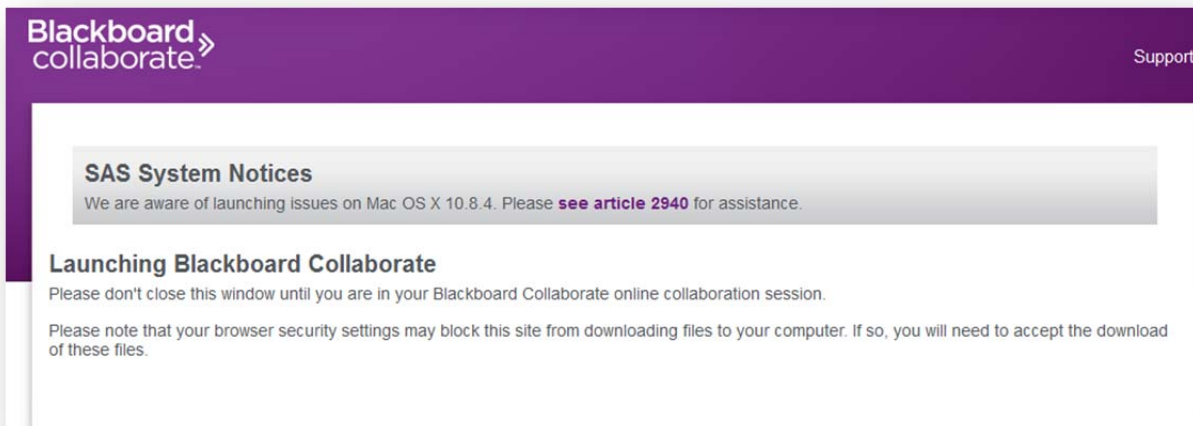 Blackboard
collaborate™
Support
SAS System Notices
We are aware of launching issues on Mac OS X 10.8.4. Please see article 2940 for assistance.
Launching Blackboard Collaborate
Please don't close this window until you are in your Blackboard Collaborate online collaboration session.
Please note that your browser security settings may block this site from downloading files to your computer. If so, you will need to accept the download
of these files.